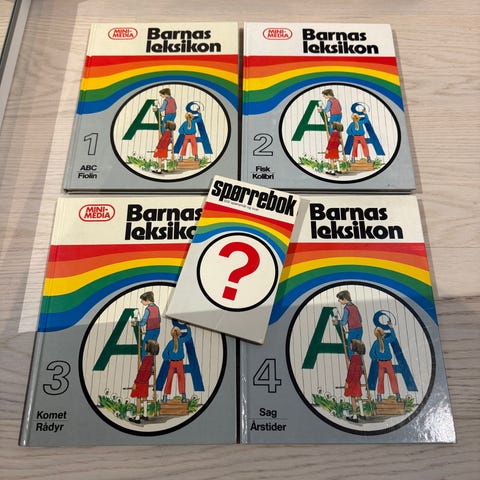 MINI-
MEDIA
Barnas
leksikon
A Å
1
ABC
Fiolin
MINI-
MEDIA
Barnas
leksikon
A Å
2
Fisk
Kolibri
MINI-
MEDIA
Barnas
leksikon
A Å
3
Komet
Rådyr
spørrebok
?
Barnas
leksikon
A Å
4
Sag
Årstider